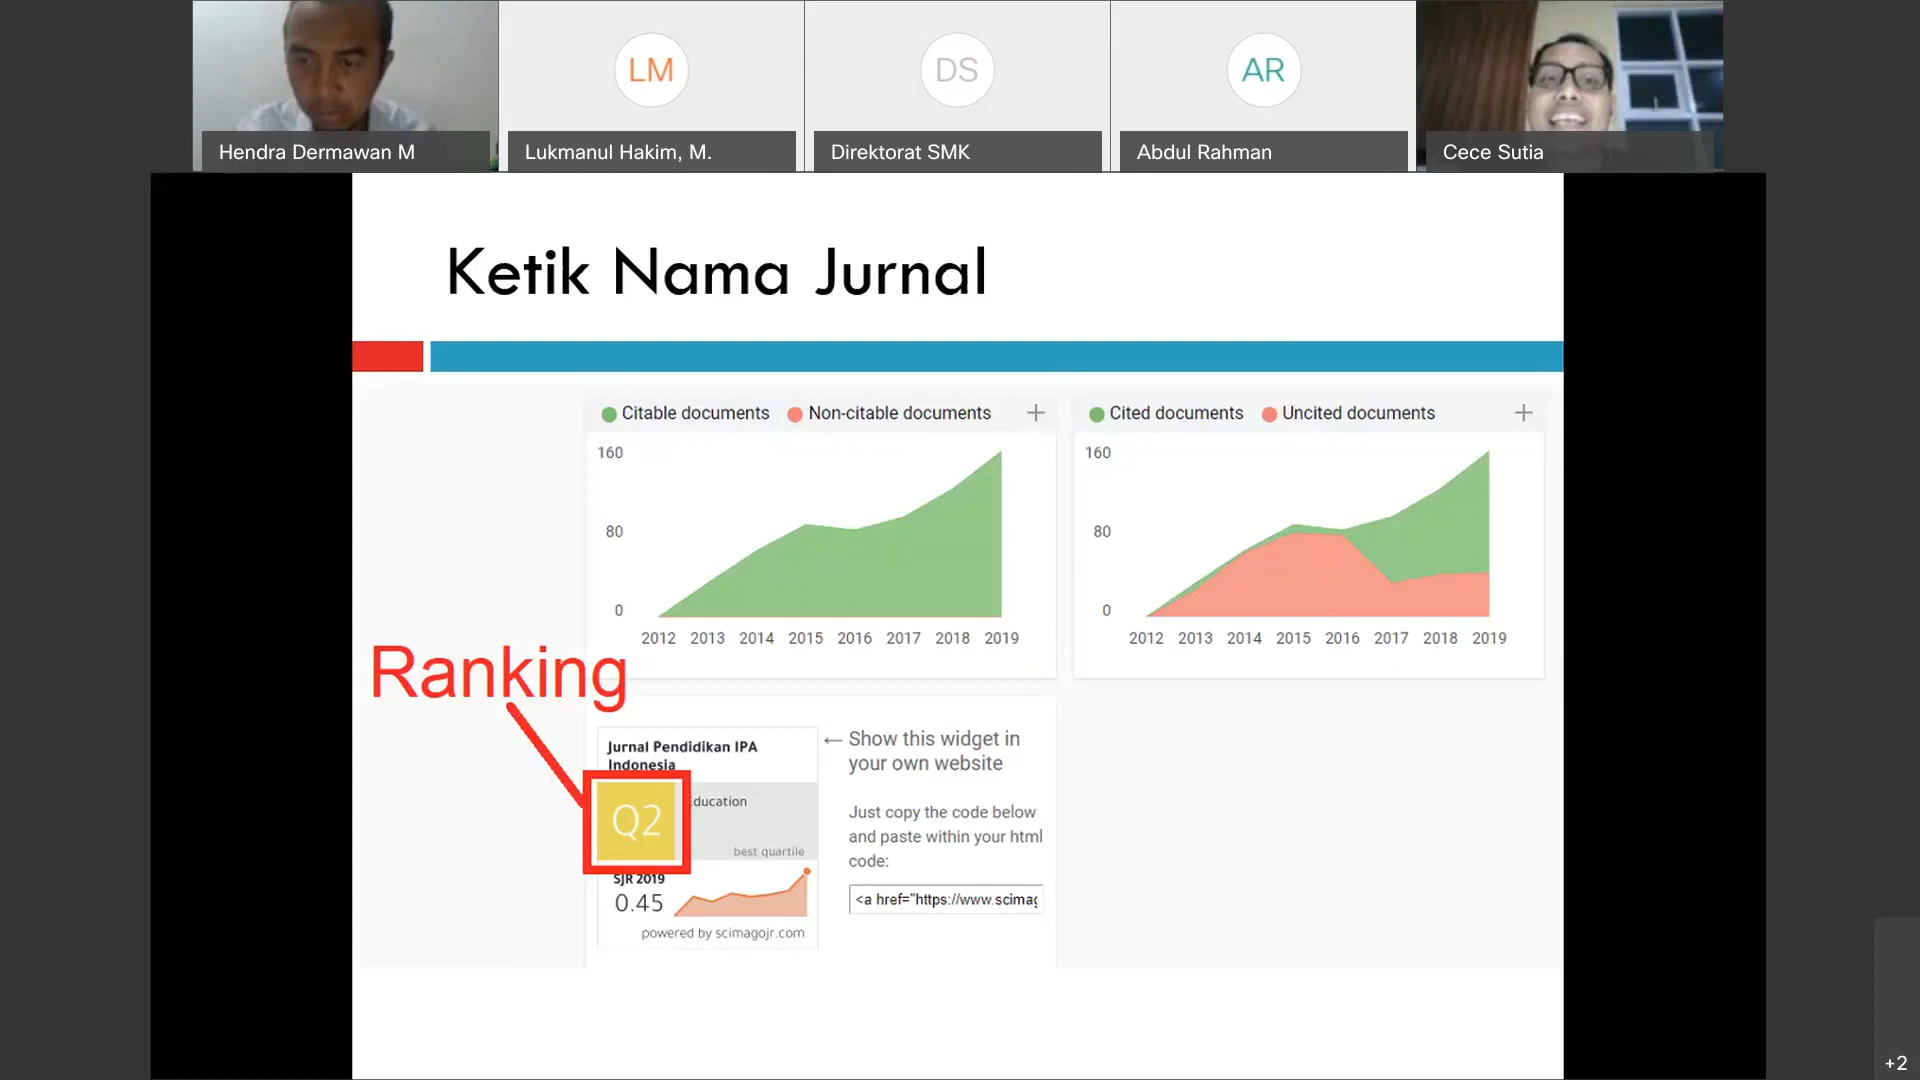 LM
DS
AR
Hendra Dermawan M
Lukmanul Hakim, M.
Direktorat SMK
Abdul Rahman
Cece Sutia
Ketik Nama Jurnal
Citable documents
Non-citable documents
+
160
80
0
2012 2013 2014 2015 2016 2017 2018 2019
Cited documents
Uncited documents
+
160
80
0
2012 2013 2014 2015 2016 2017 2018 2019
Ranking
Jurnal Pendidikan IPA
Indonesia
Q2
Education
best quartile
SJR 2019
0.45
powered by scimagojr.com
← Show this widget in
your own website
Just copy the code below
and paste within your html
code:
<a href="https://www.scimag
+2